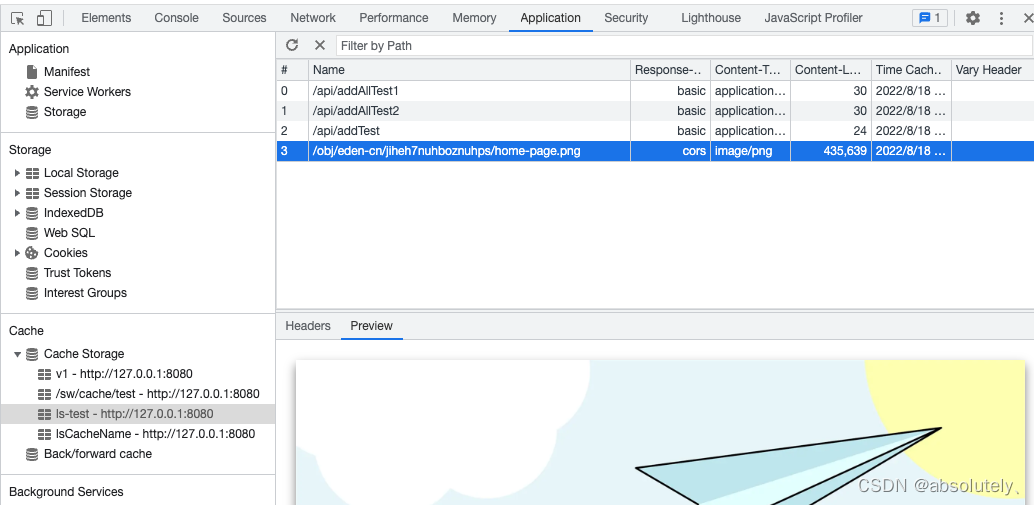 Elements Console Sources Network Performance Memory Application Security Lighthouse JavaScript Profiler 1
Application
Manifest
Service Workers
Storage
Storage
Local Storage
Session Storage
IndexedDB
Web SQL
Cookies
Trust Tokens
Interest Groups
Cache
Cache Storage
v1 - http://127.0.0.1:8080
/sw/cache/test - http://127.0.0.1:8080
ls-test - http://127.0.0.1:8080
lsCacheName - http://127.0.0.1:8080
Back/forward cache
Background Services
Filter by Path
# Name Response-... Content-T... Content-L... Time Cach... Vary Header
0 /api/addAllTest1 basic application... 30 2022/8/18 ...
1 /api/addAllTest2 basic application... 30 2022/8/18 ...
2 /api/addTest basic application... 24 2022/8/18 ...
3 /obj/eden-cn/jiheh7nuhboznuhps/home-page.png cors image/png 435,639 2022/8/18 ...
Headers Preview
CSDN @absolutely、